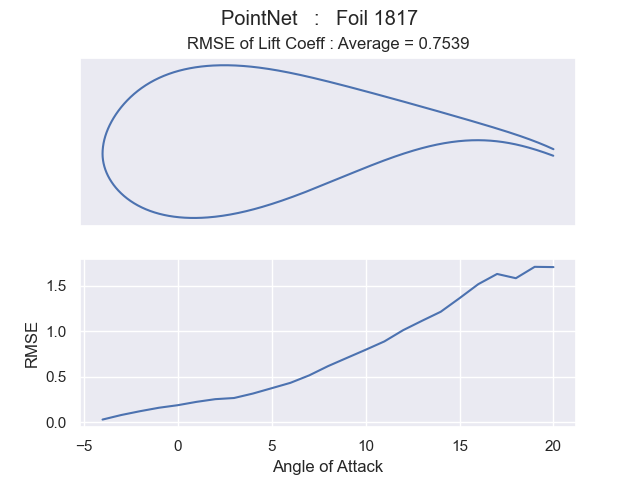 PointNet : Foil 1817
RMSE of Lift Coeff : Average = 0.7539
1.5
1.0
0.5
0.0
RMSE
−5 0 5 10 15 20
Angle of Attack